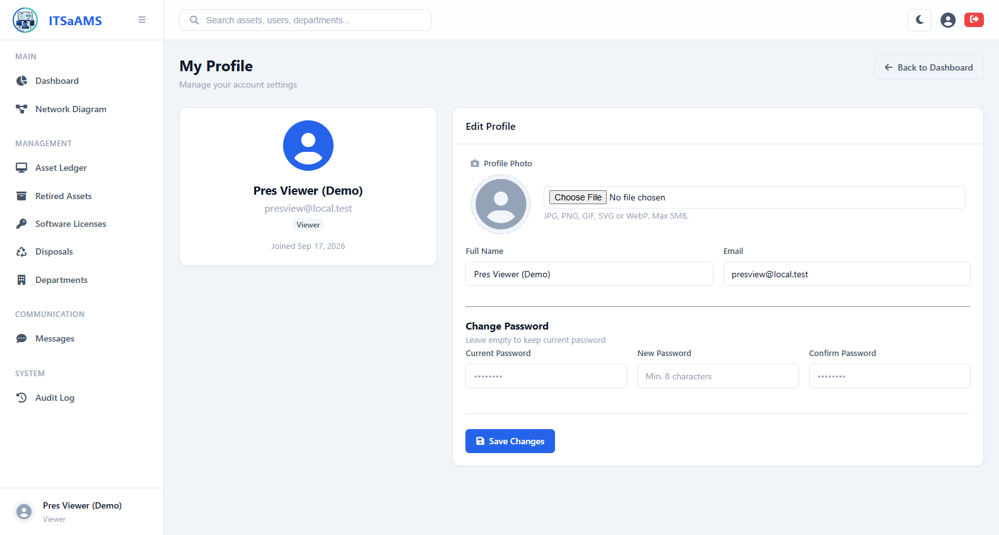 ITSaAMS
Search assets, users, departments...
MAIN
Dashboard
Network Diagram
MANAGEMENT
Asset Ledger
Retired Assets
Software Licenses
Disposals
Departments
COMMUNICATION
Messages
SYSTEM
Audit Log
Pres Viewer (Demo)
Viewer
My Profile
Manage your account settings
Back to Dashboard
Pres Viewer (Demo)
presview@local.test
Viewer
Joined Sep 17, 2026
Edit Profile
Profile Photo
Choose File No file chosen
JPG, PNG, GIF, SVG or WebP. Max 5MB.
Full Name
Pres Viewer (Demo)
Email
presview@local.test
Change Password
Leave empty to keep current password
Current Password
••••••••
New Password
Min. 8 characters
Confirm Password
••••••••
Save Changes